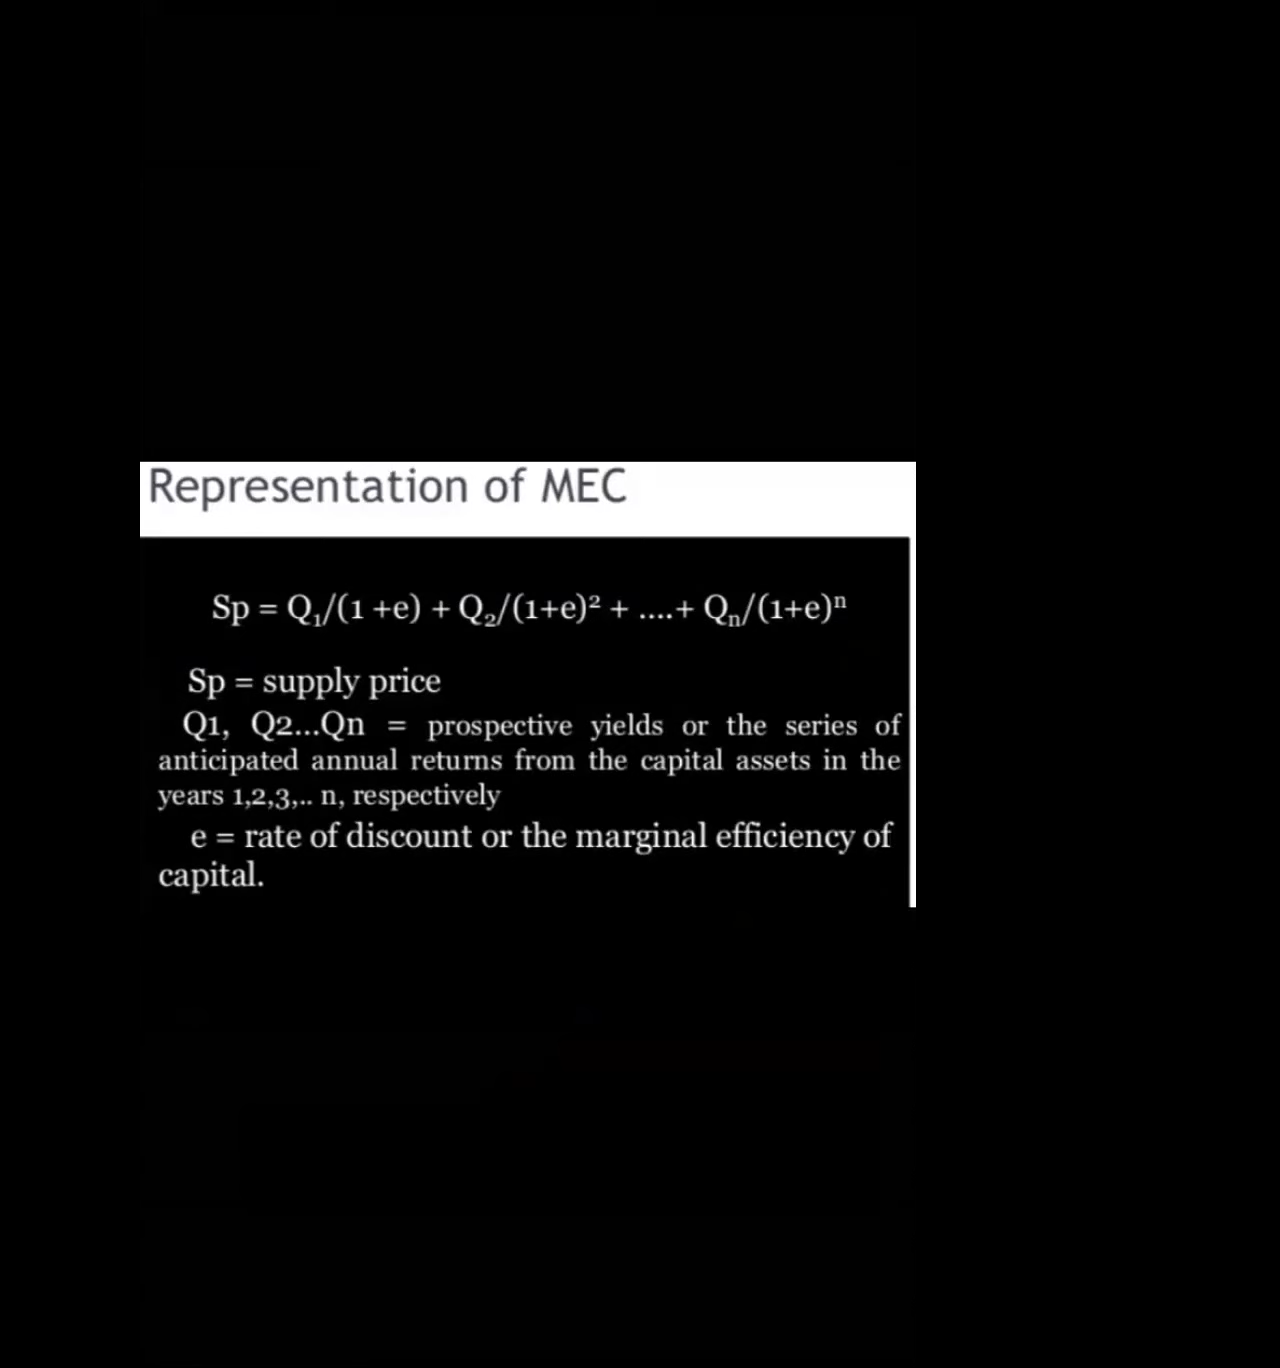 Representation of MEC
Sp = Q₁/(1 +e) + Q₂/(1+e)² + ....+ Qₙ/(1+e)ⁿ
Sp = supply price
Q1, Q2...Qn = prospective yields or the series of
anticipated annual returns from the capital assets in the
years 1,2,3,.. n, respectively
e = rate of discount or the marginal efficiency of
capital.